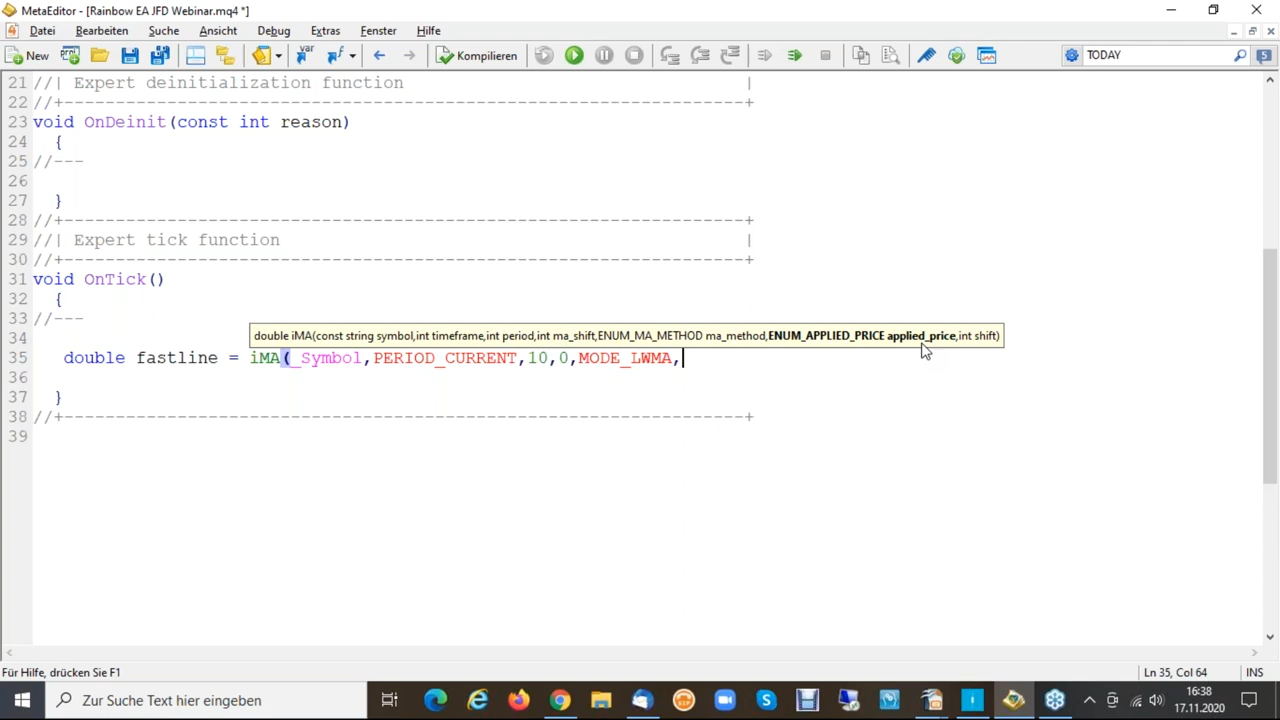 MetaEditor - [Rainbow EA JFD Webinar.mq4 *]
Datei Bearbeiten Suche Ansicht Debug Extras Fenster Hilfe
New Kompilieren TODAY 5
21 //| Expert deinitialization function |
22 //+------------------------------------------------------------------+
23 void OnDeinit(const int reason)
24 {
25 //---
26
27 }
28 //+------------------------------------------------------------------+
29 //| Expert tick function |
30 //+------------------------------------------------------------------+
31 void OnTick()
32 {
33 //---
double iMA(const string symbol,int timeframe,int period,int ma_shift,ENUM_MA_METHOD ma_method,ENUM_APPLIED_PRICE applied_price,int shift)
34
35 double fastline = iMA(_Symbol,PERIOD_CURRENT,10,0,MODE_LWMA,
36
37 }
38 //+------------------------------------------------------------------+
39
Für Hilfe, drücken Sie F1 Ln 35, Col 64 INS
Zur Suche Text hier eingeben 16:38
17.11.2020